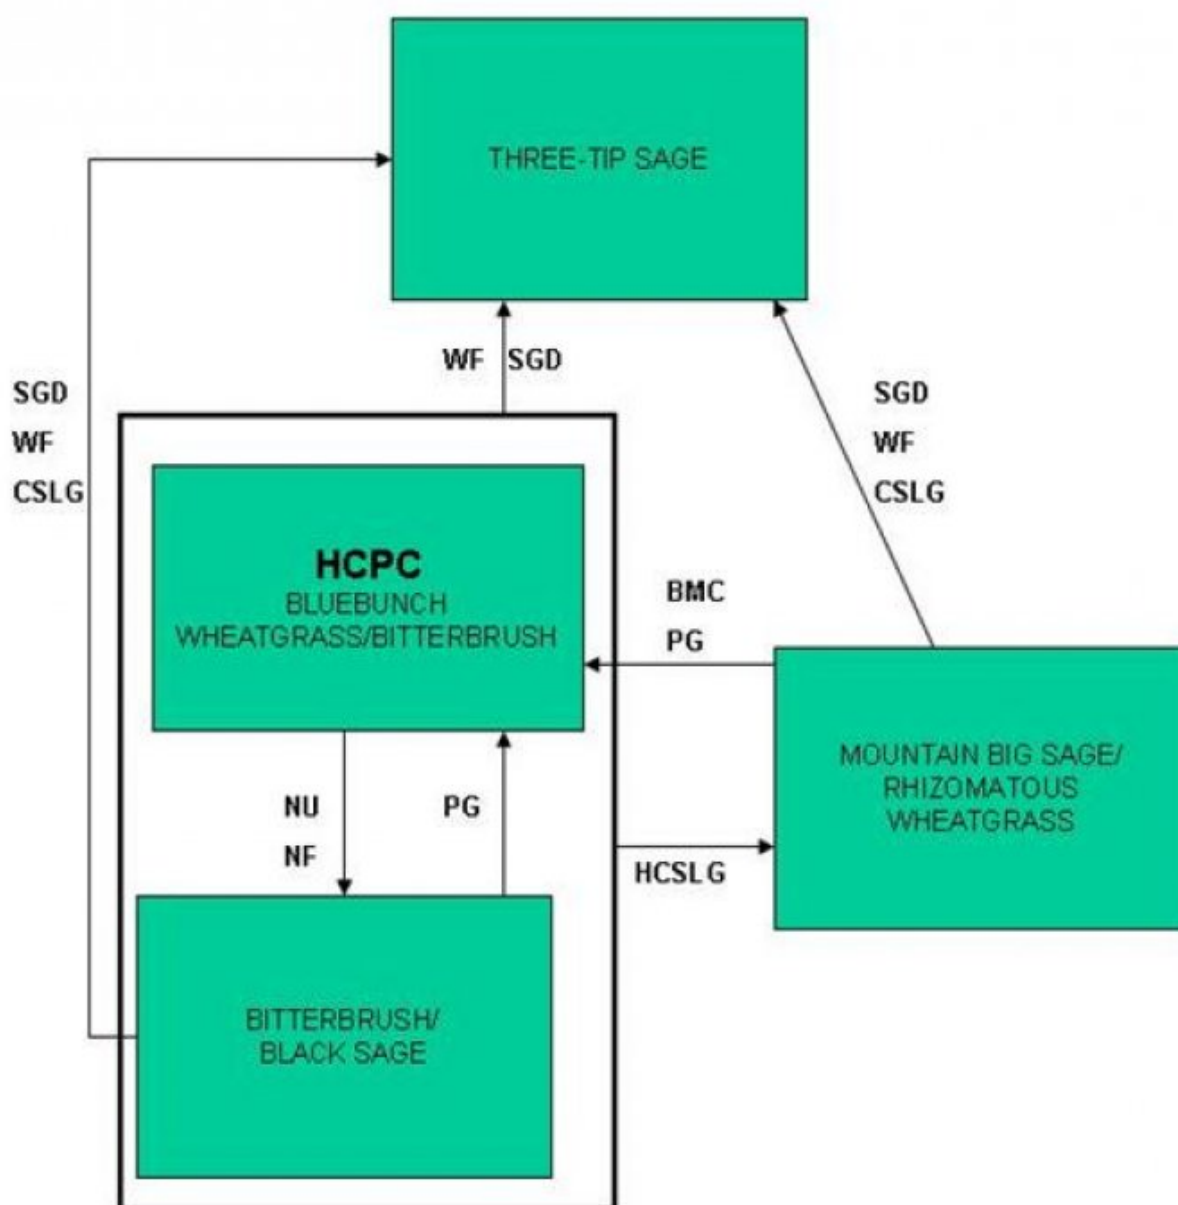 THREE-TIP SAGE
WF SGD
SGD
WF
CSLG
SGD
WF
CSLG
HCPC
BLUEBUNCH
WHEATGRASS/BITTERBRUSH
BMC
PG
MOUNTAIN BIG SAGE/
RHIZOMATOUS
WHEATGRASS
NU
NF
PG
HCSLG
BITTERBRUSH/
BLACK SAGE